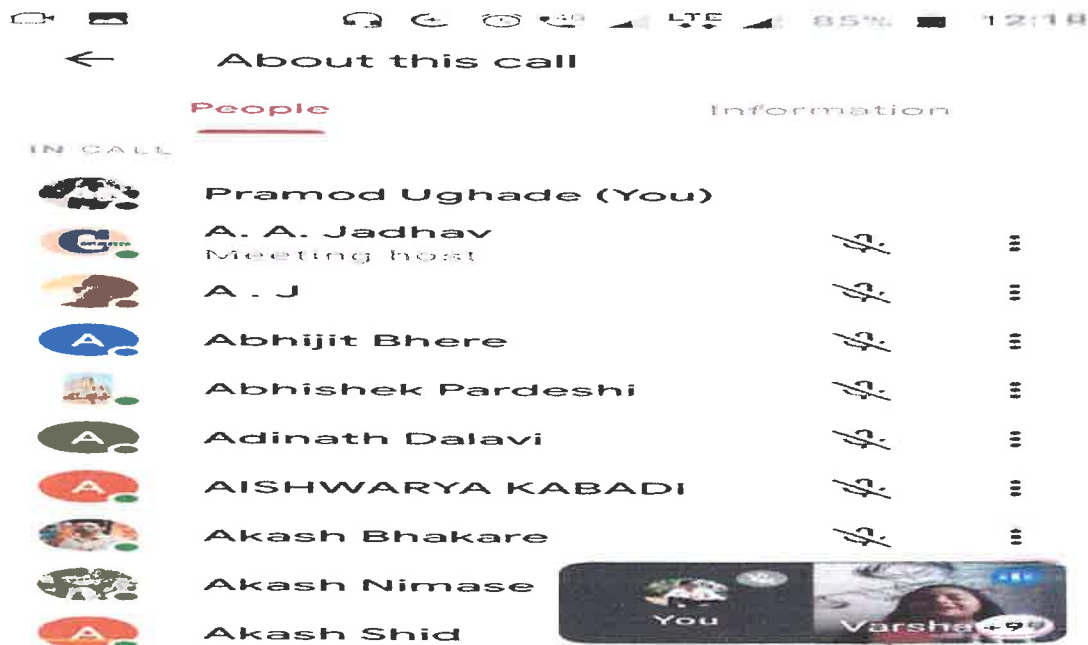 LTE 85% 12:18
About this call
People Information
IN CALL
Pramod Ughade (You)
A. A. Jadhav
Meeting host
A . J
A Abhijit Bhere
Abhishek Pardeshi
A Adinath Dalavi
A AISHWARYA KABADI
Akash Bhakare
Akash Nimase
A Akash Shid
You Varsha +9